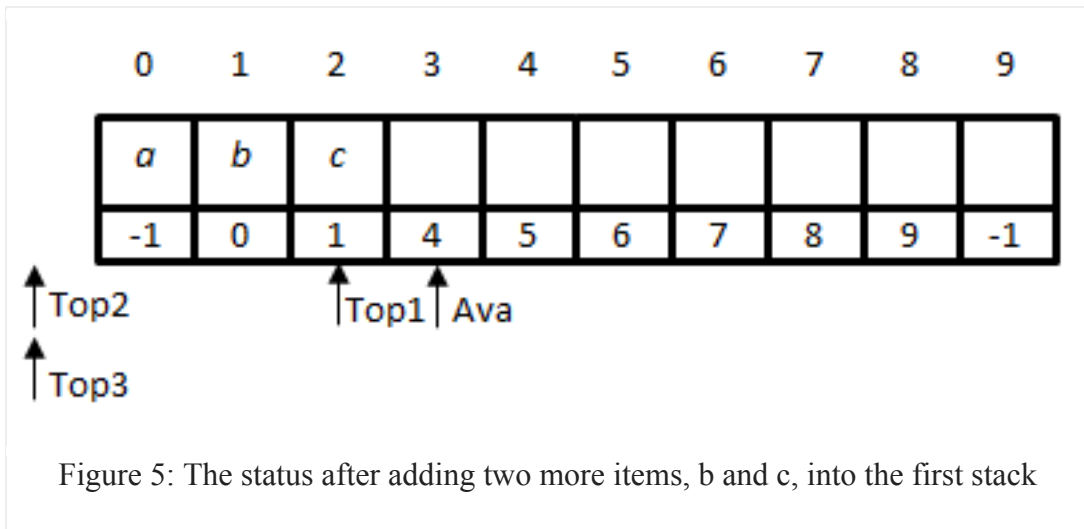 0 1 2 3 4 5 6 7 8 9
a b c
-1 0 1 4 5 6 7 8 9 -1
Top2 Top1 Ava
Top3
Figure 5: The status after adding two more items, b and c, into the first stack